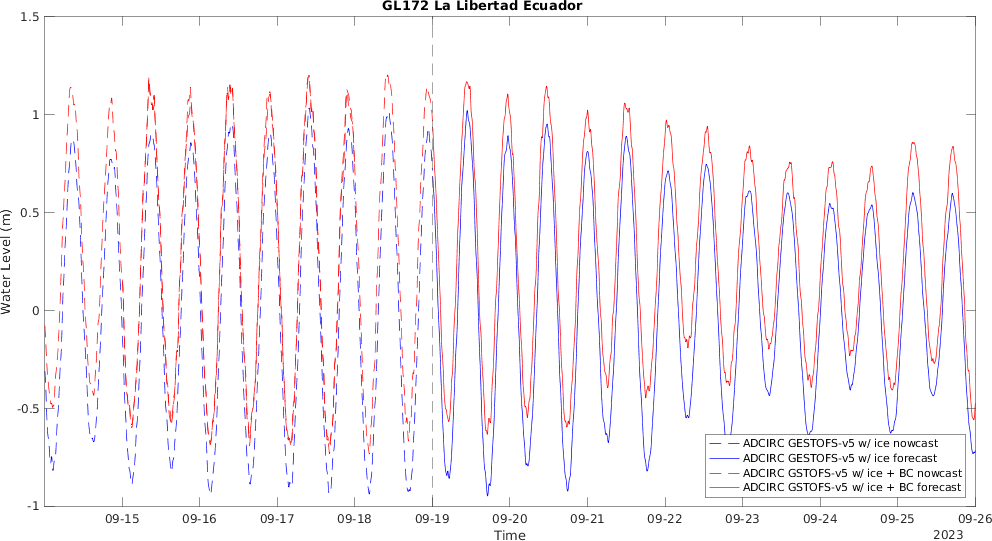 GL172 La Libertad Ecuador
1.5
1
0.5
0
-0.5
-1
Water Level (m)
ADCIRC GESTOFS-v5 w/ ice nowcast
ADCIRC GESTOFS-v5 w/ ice forecast
ADCIRC GSTOFS-v5 w/ ice + BC nowcast
ADCIRC GSTOFS-v5 w/ ice + BC forecast
09-15 09-16 09-17 09-18 09-19 09-20 09-21 09-22 09-23 09-24 09-25 09-26
Time
2023